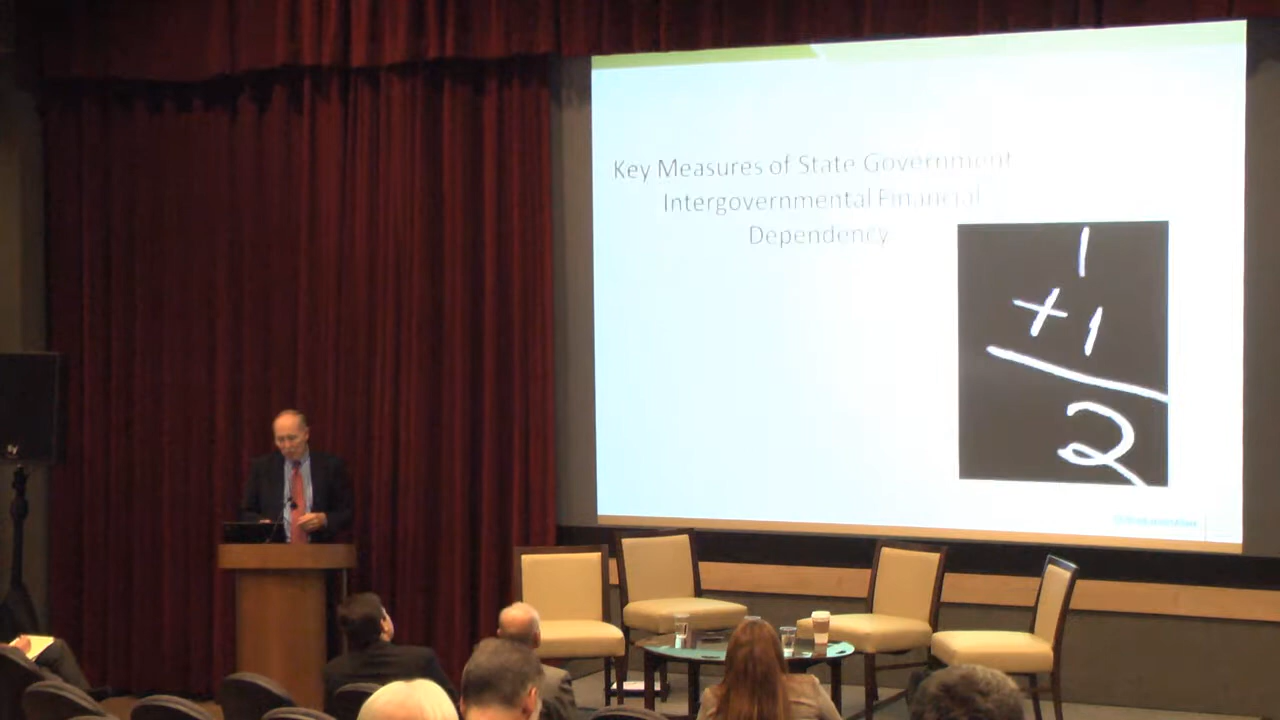 Key Measures of State Government
Intergovernmental Financial
Dependency
1
+ 1
2